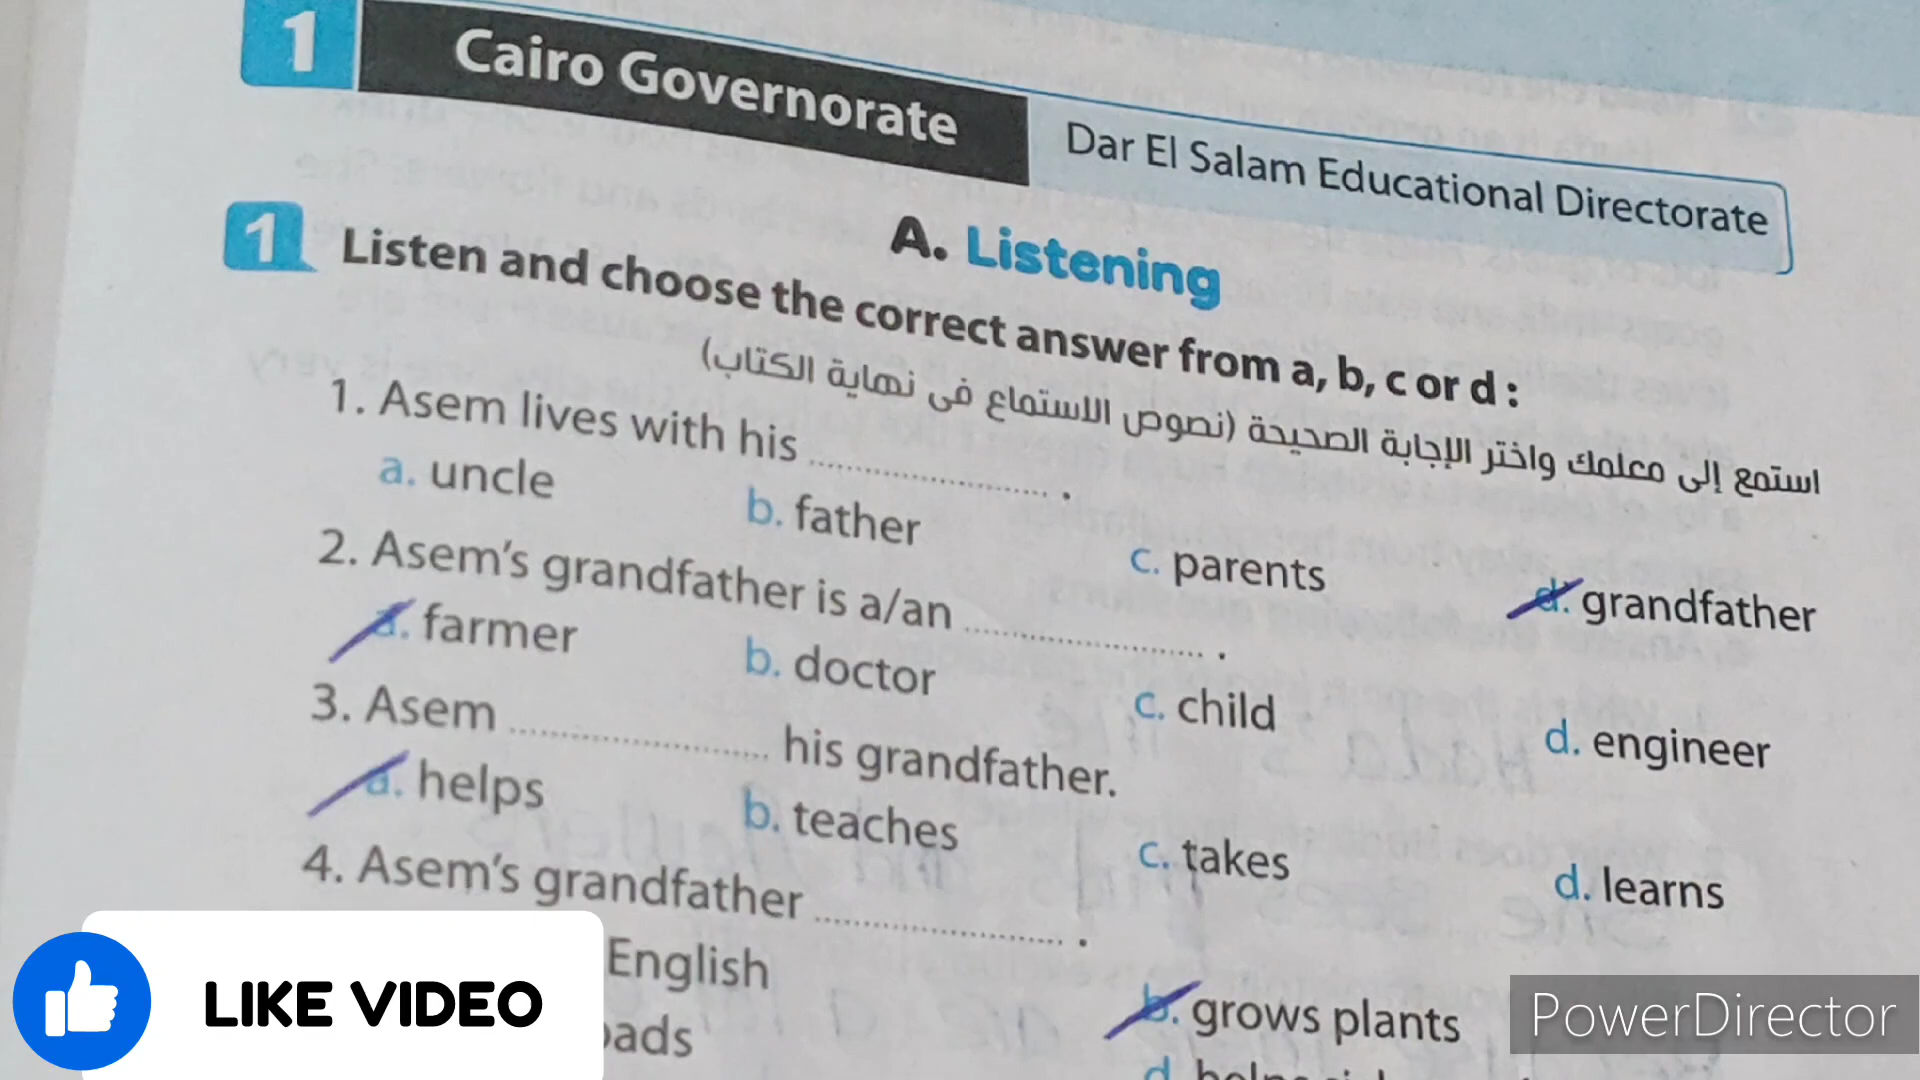 1 Cairo Governorate Dar El Salam Educational Directorate
A. Listening
1 Listen and choose the correct answer from a, b, c or d :
استمع إلى معلمك واختر الإجابة الصحيحة (نصوص الاستماع فى نهاية الكتاب)
1. Asem lives with his .................... .
a. uncle b. father c. parents d. grandfather
2. Asem's grandfather is a/an .................... .
a. farmer b. doctor c. child d. engineer
3. Asem .................... his grandfather.
a. helps b. teaches c. takes d. learns
4. Asem's grandfather .................... .
English b. grows plants
d.
LIKE VIDEO
PowerDirector